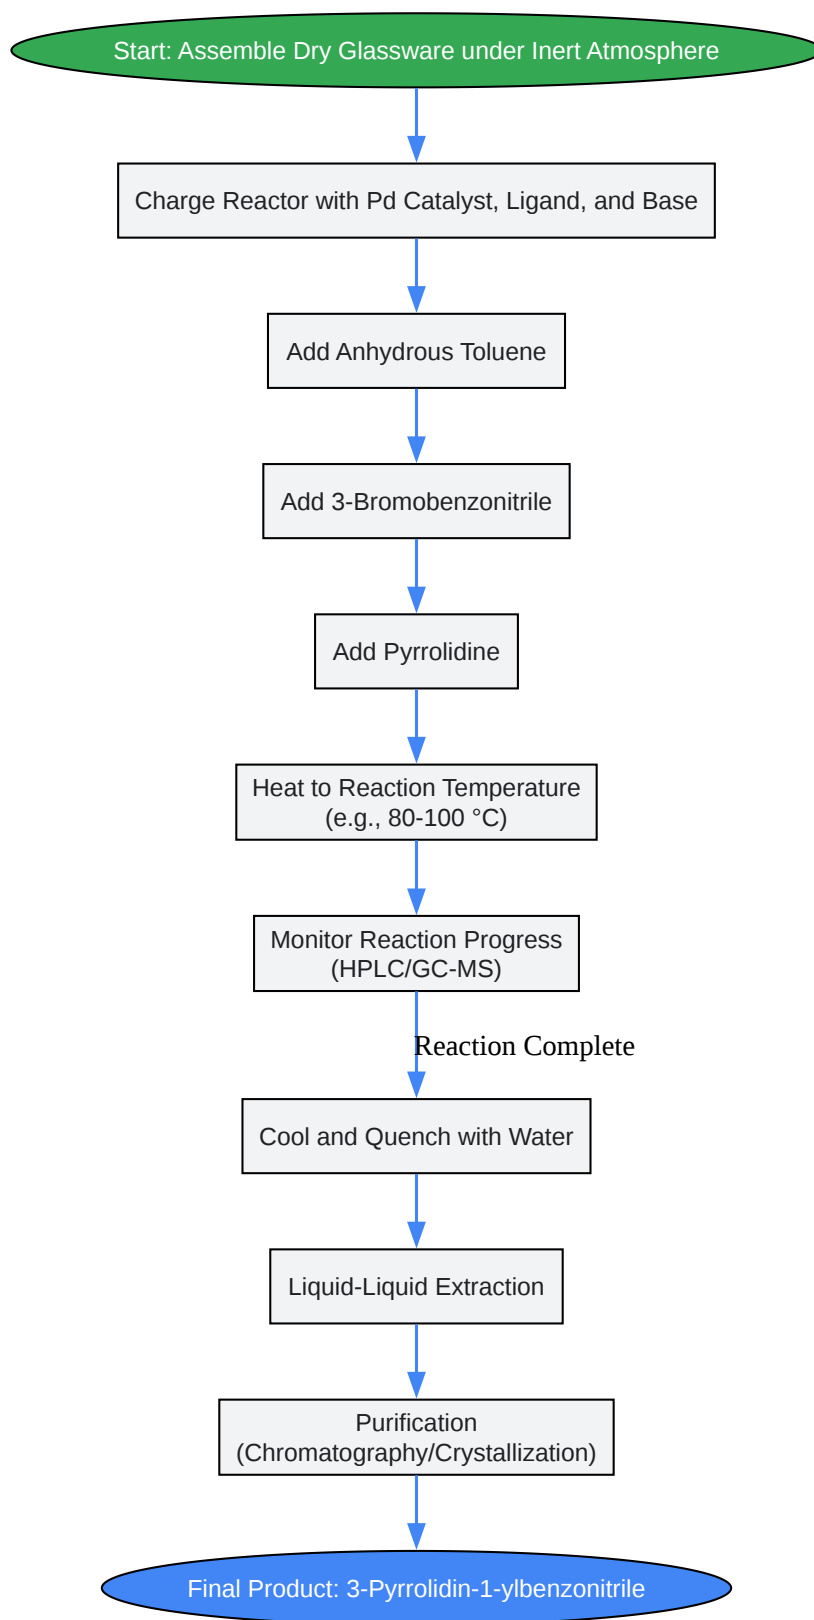 Start: Assemble Dry Glassware under Inert Atmosphere
Charge Reactor with Pd Catalyst, Ligand, and Base
Add Anhydrous Toluene
Add 3-Bromobenzonitrile
Add Pyrrolidine
Heat to Reaction Temperature
(e.g., 80-100 °C)
Monitor Reaction Progress
(HPLC/GC-MS)
Reaction Complete
Cool and Quench with Water
Liquid-Liquid Extraction
Purification
(Chromatography/Crystallization)
Final Product: 3-Pyrrolidin-1-ylbenzonitrile